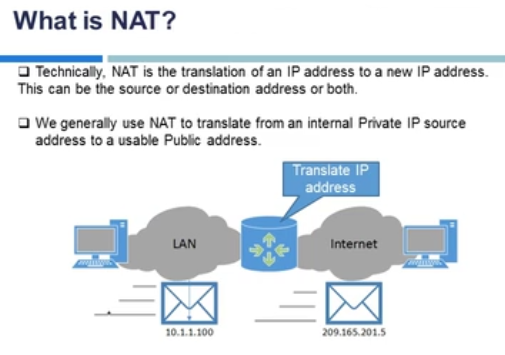 What is NAT?
❑ Technically, NAT is the translation of an IP address to a new IP address.
This can be the source or destination address or both.
❑ We generally use NAT to translate from an internal Private IP source
address to a usable Public address.
Translate IP
address
LAN
Internet
10.1.1.100
209.165.201.5